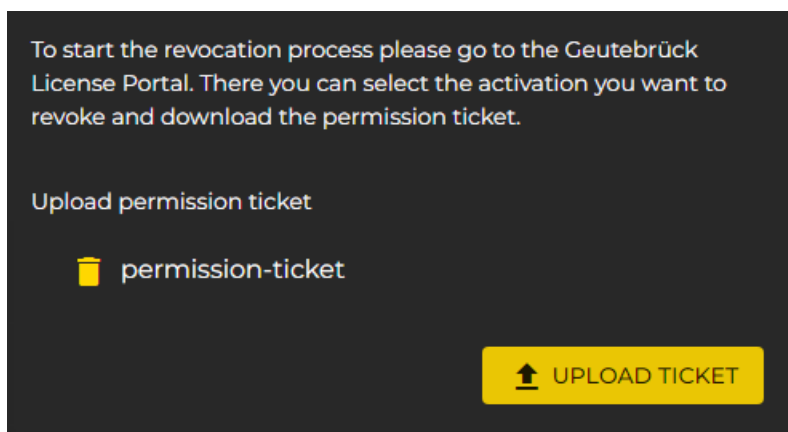 To start the revocation process please go to the Geutebrück
License Portal. There you can select the activation you want to
revoke and download the permission ticket.
Upload permission ticket
permission-ticket
UPLOAD TICKET